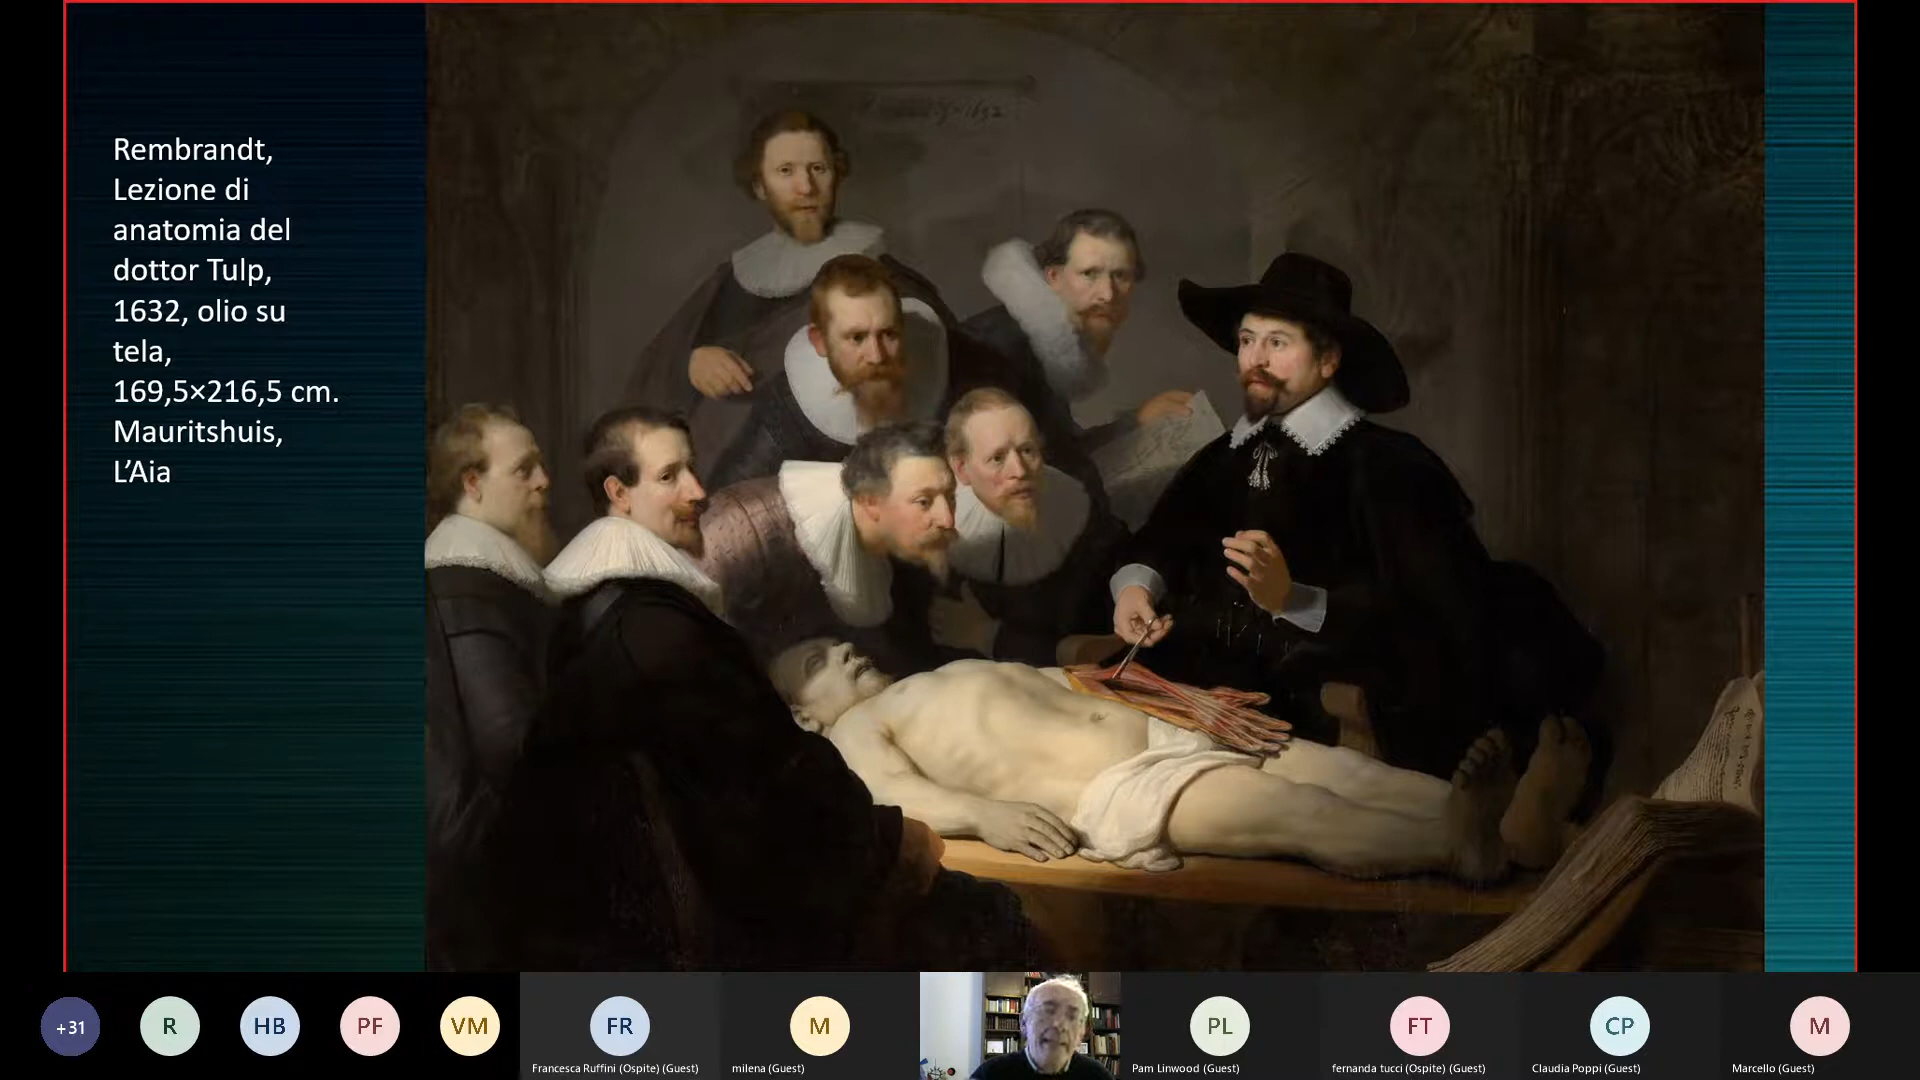 Rembrandt,
Lezione di
anatomia del
dottor Tulp,
1632, olio su
tela,
169,5×216,5 cm.
Mauritshuis,
L’Aia
+31
R
HB
PF
VM
FR
M
PL
FT
CP
M
Francesca Ruffini (Ospite) (Guest)
milena (Guest)
Pam Linwood (Guest)
fernanda tucci (Ospite) (Guest)
Claudia Poppi (Guest)
Marcello (Guest)